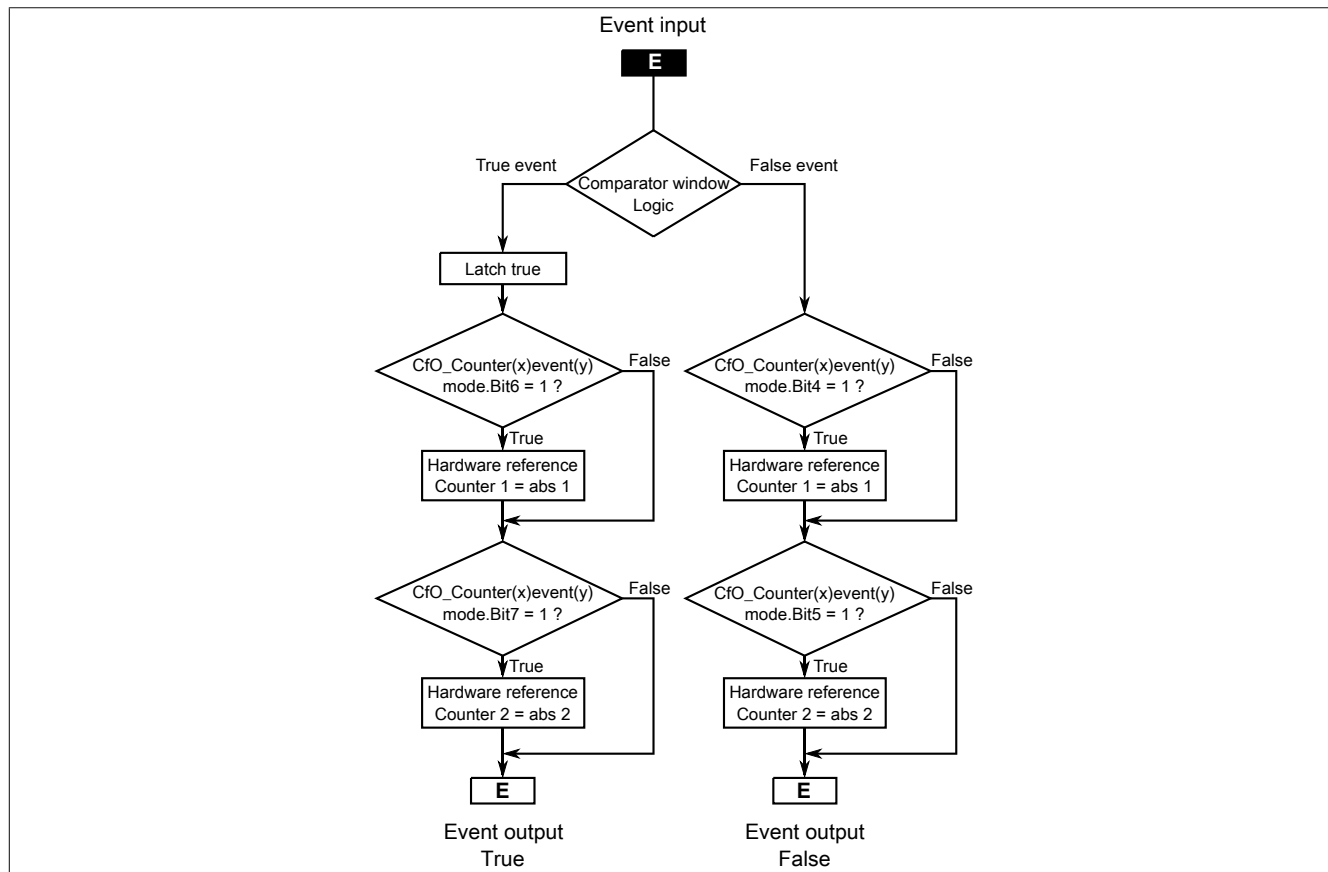 Event input
E
True event
False event
Comparator window
Logic
Latch true
CfO_Counter(x)event(y)
mode.Bit6 = 1 ?
False
True
Hardware reference
Counter 1 = abs 1
CfO_Counter(x)event(y)
mode.Bit7 = 1 ?
False
True
Hardware reference
Counter 2 = abs 2
E
Event output
True
CfO_Counter(x)event(y)
mode.Bit4 = 1 ?
False
True
Hardware reference
Counter 1 = abs 1
CfO_Counter(x)event(y)
mode.Bit5 = 1 ?
False
True
Hardware reference
Counter 2 = abs 2
E
Event output
False